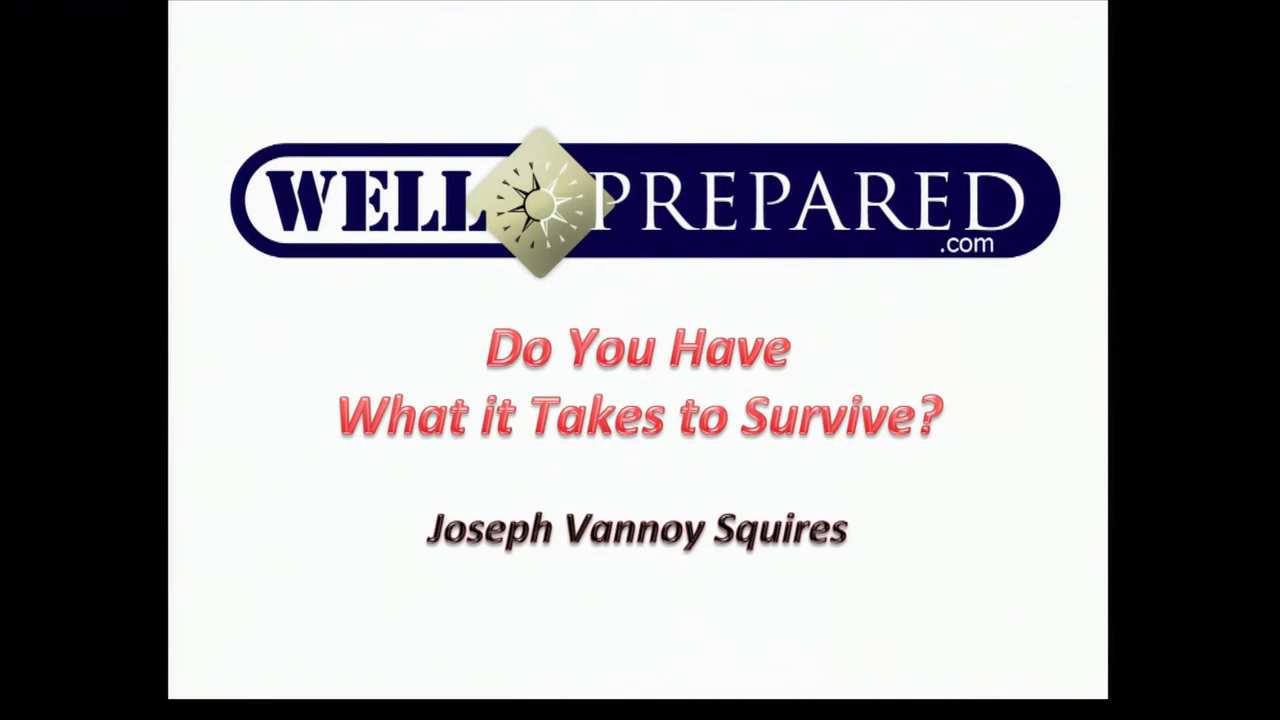 WELL PREPARED
.com
Do You Have
What it Takes to Survive?
Joseph Vannoy Squires